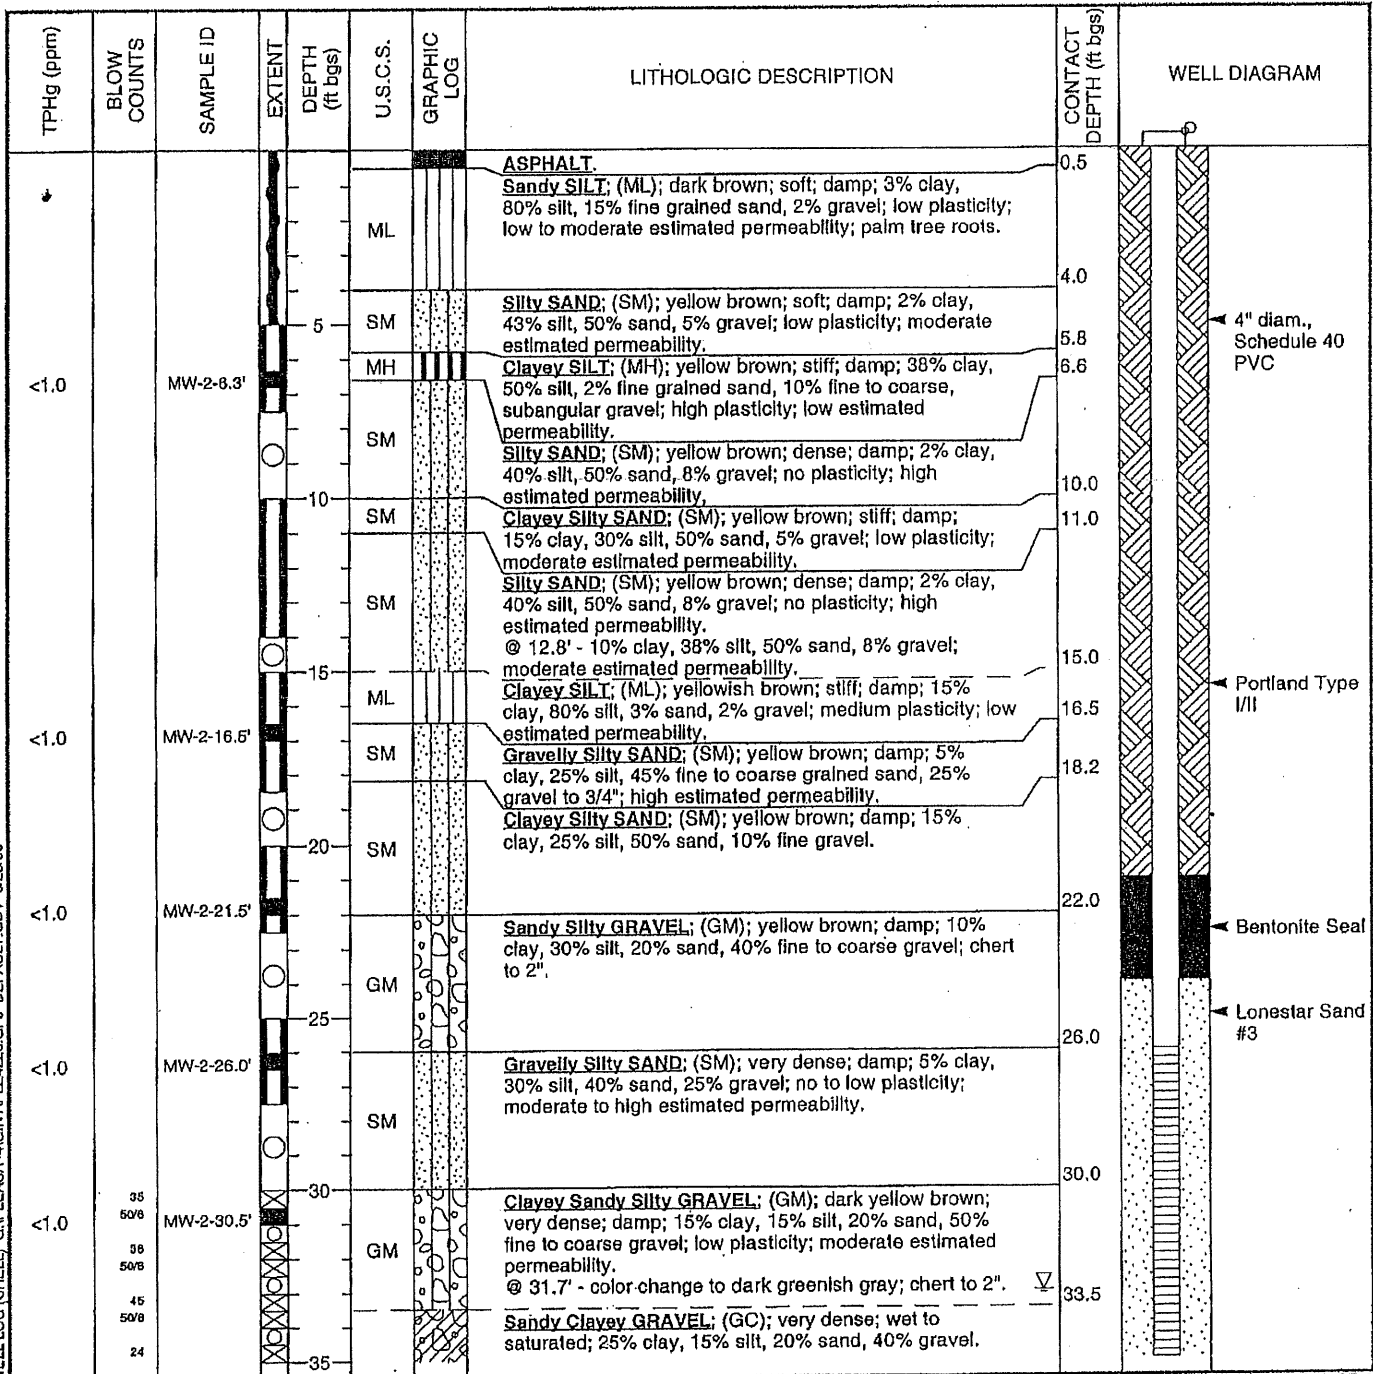 TPHg (ppm)
BLOW COUNTS
SAMPLE ID
EXTENT
DEPTH (ft bgs)
U.S.C.S.
GRAPHIC LOG
LITHOLOGIC DESCRIPTION
CONTACT DEPTH (ft bgs)
WELL DIAGRAM
ASPHALT.
0.5
Sandy SILT; (ML); dark brown; soft; damp; 3% clay,
80% silt, 15% fine grained sand, 2% gravel; low plasticity;
low to moderate estimated permeability; palm tree roots.
ML
4.0
Silty SAND; (SM); yellow brown; soft; damp; 2% clay,
43% silt, 50% sand, 5% gravel; low plasticity; moderate
estimated permeability.
5
SM
5.8
4" diam.,
Schedule 40
PVC
MH
Clayey SILT; (MH); yellow brown; stiff; damp; 38% clay,
50% silt, 2% fine grained sand, 10% fine to coarse,
subangular gravel; high plasticity; low estimated
permeability.
6.6
<1.0
MW-2-6.3'
SM
Silty SAND; (SM); yellow brown; dense; damp; 2% clay,
40% silt, 50% sand, 8% gravel; no plasticity; high
estimated permeability.
10
10.0
SM
Clayey Silty SAND; (SM); yellow brown; stiff; damp;
15% clay, 30% silt, 50% sand, 5% gravel; low plasticity;
moderate estimated permeability.
11.0
SM
Silty SAND; (SM); yellow brown; dense; damp; 2% clay,
40% silt, 50% sand, 8% gravel; no plasticity; high
estimated permeability.
@ 12.8' - 10% clay, 38% silt, 50% sand, 8% gravel;
moderate estimated permeability.
15
15.0
ML
Clayey SILT; (ML); yellowish brown; stiff; damp; 15%
clay, 80% silt, 3% sand, 2% gravel; medium plasticity; low
estimated permeability.
16.5
Portland Type
I/II
<1.0
MW-2-16.5'
SM
Gravelly Silty SAND; (SM); yellow brown; damp; 5%
clay, 25% silt, 45% fine to coarse grained sand, 25%
gravel to 3/4"; high estimated permeability.
18.2
Clayey Silty SAND; (SM); yellow brown; damp; 15%
clay, 25% silt, 50% sand, 10% fine gravel.
20
SM
<1.0
MW-2-21.5'
22.0
Sandy Silty GRAVEL; (GM); yellow brown; damp; 10%
clay, 30% silt, 20% sand, 40% fine to coarse gravel; chert
to 2".
Bentonite Seal
GM
25
Lonestar Sand
#3
26.0
<1.0
MW-2-26.0'
Gravelly Silty SAND; (SM); very dense; damp; 5% clay,
30% silt, 40% sand, 25% gravel; no to low plasticity;
moderate to high estimated permeability.
SM
30
30.0
35
50/6
<1.0
MW-2-30.5'
Clayey Sandy Silty GRAVEL; (GM); dark yellow brown;
very dense; damp; 15% clay, 15% silt, 20% sand, 50%
fine to coarse gravel; low plasticity; moderate estimated
permeability.
@ 31.7' - color change to dark greenish gray; chert to 2".
GM
50/6
45
50/6
33.5
Sandy Clayey GRAVEL; (GC); very dense; wet to
saturated; 25% clay, 15% silt, 20% sand, 40% gravel.
24
35